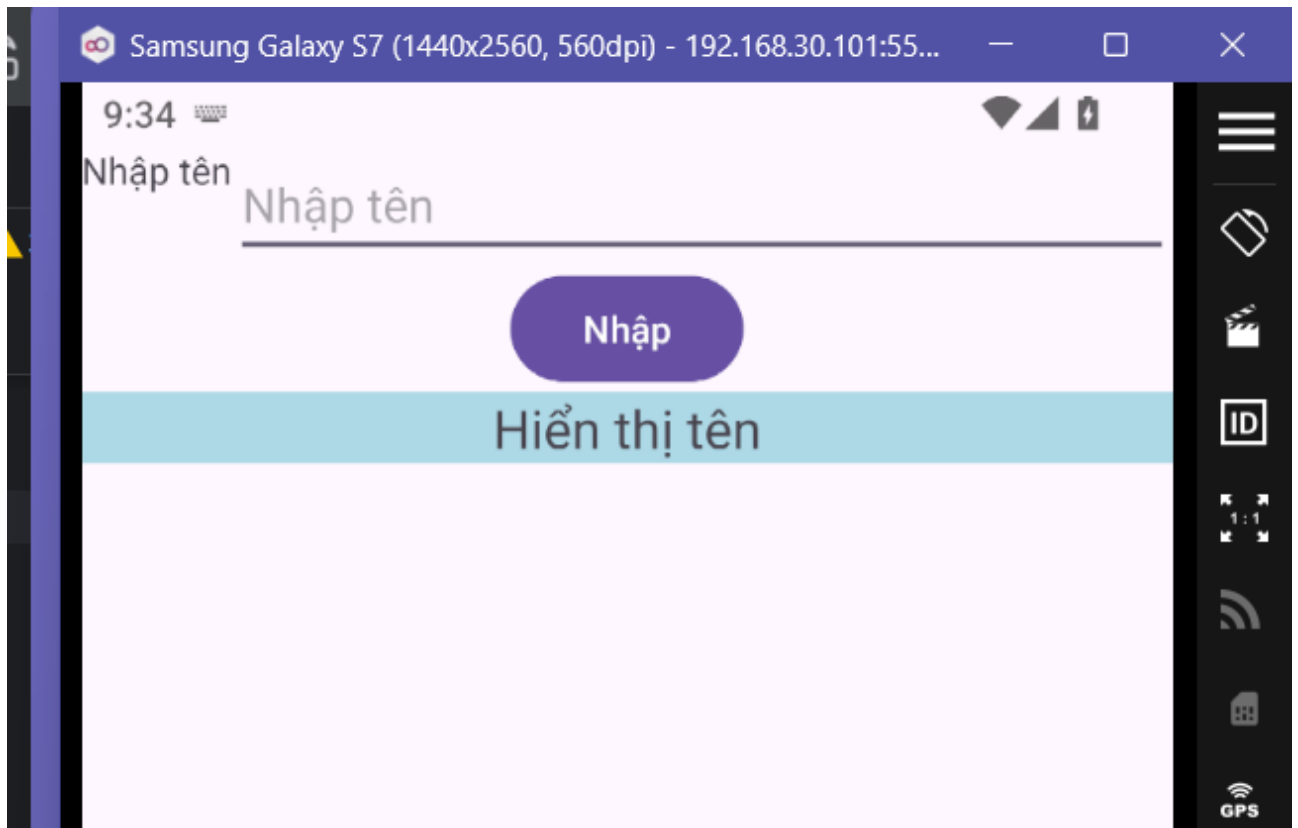 Samsung Galaxy S7 (1440x2560, 560dpi) - 192.168.30.101:55...
9:34
Nhập tên
Nhập tên
Nhập
Hiển thị tên
ID
1:1
GPS